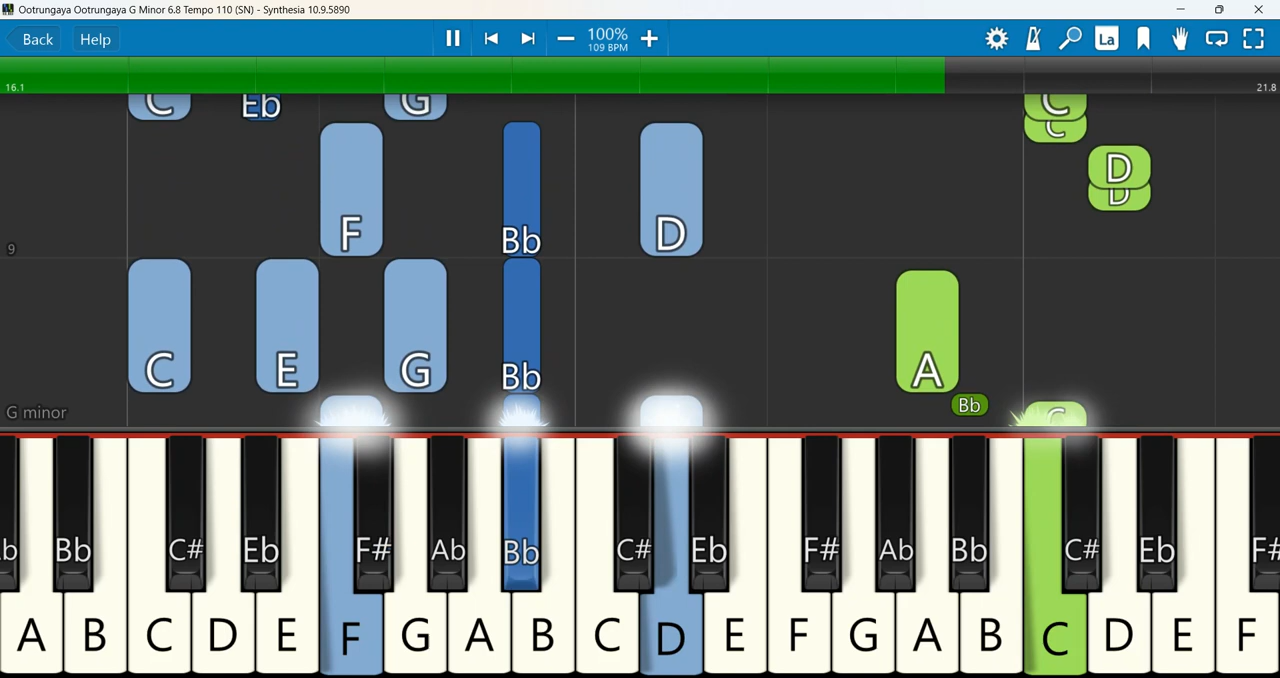 Ootrungaya Ootrungaya G Minor 6.8 Tempo 110 (SN) - Synthesia 10.9.5890
Back Help 100% La
109 BPM
16.1 21.8
C Eb G C
C
F Bb D D
D
9
C E G Bb A
Bb
G minor C
b Bb C# Eb F# Ab Bb C# Eb F# Ab Bb C# Eb F#
A B C D E F G A B C D E F G A B C D E F